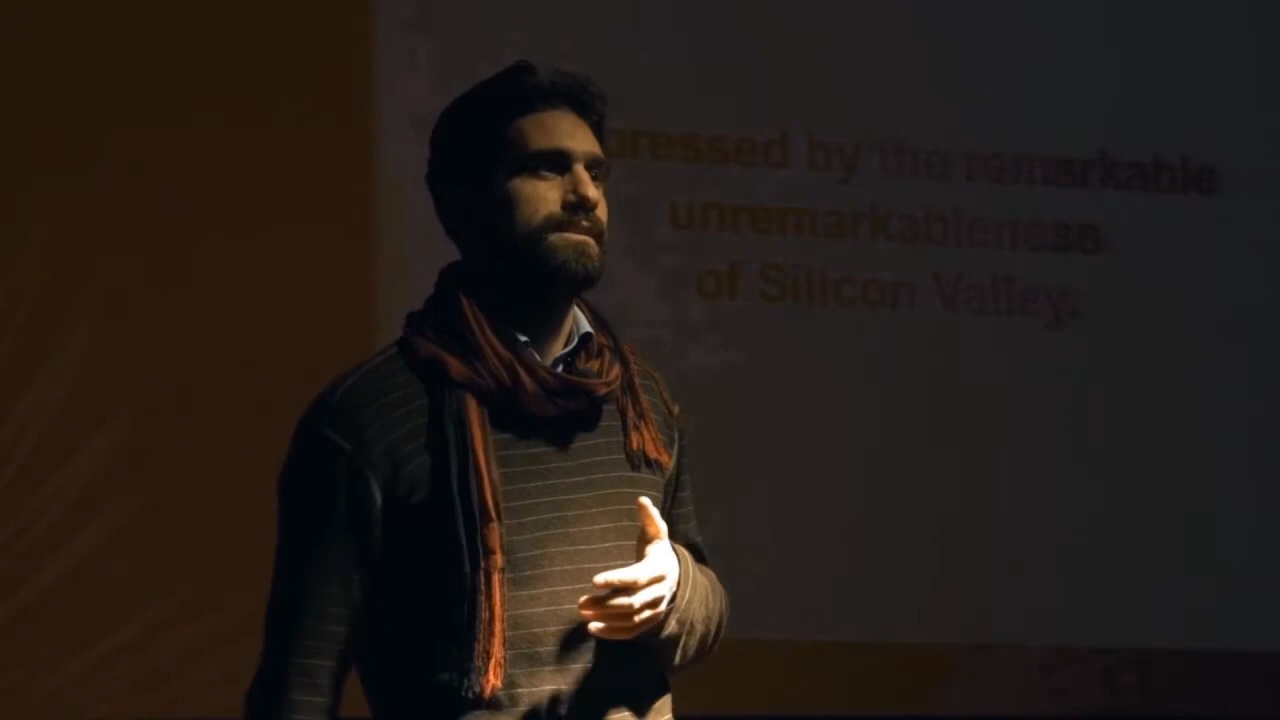 pressed by the remarkable
unremarkableness
of Silicon Valley.